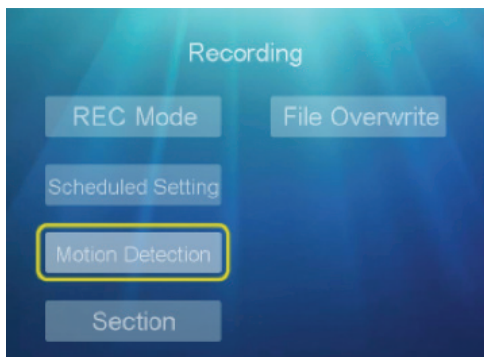 Recording
REC Mode
File Overwrite
Scheduled Setting
Motion Detection
Section